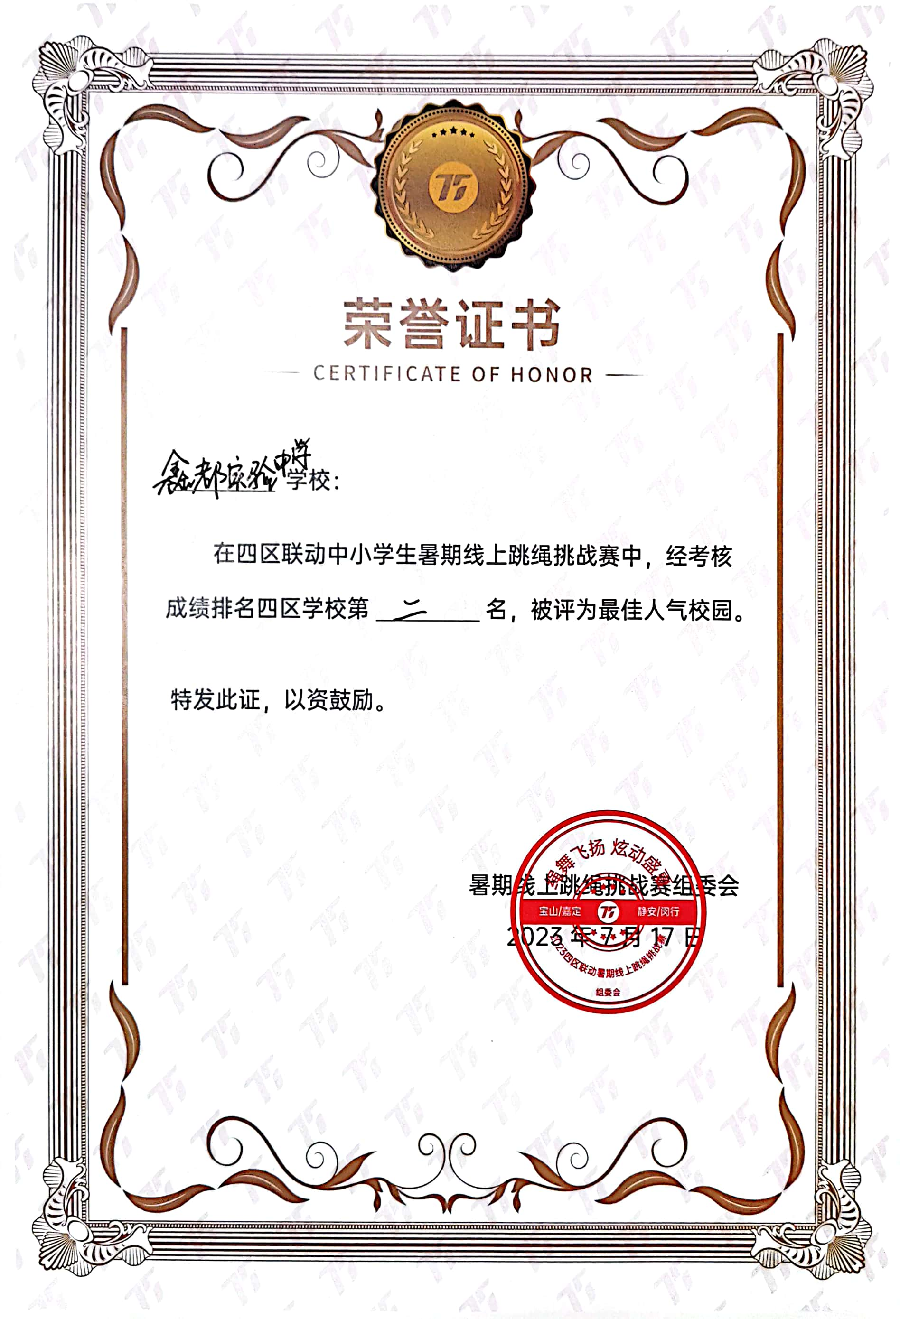 荣誉证书
CERTIFICATE OF HONOR
鑫都实验中学学校：
在四区联动中小学生暑期线上跳绳挑战赛中，经考核
成绩排名四区学校第 二 名，被评为最佳人气校园。
特发此证，以资鼓励。
暑期线上跳绳挑战赛组委会
2023 年 7 月 17 日
绳舞飞扬 炫动盛夏
宝山/嘉定
静安/闵行
2023四区联动暑期线上跳绳挑战赛
组委会